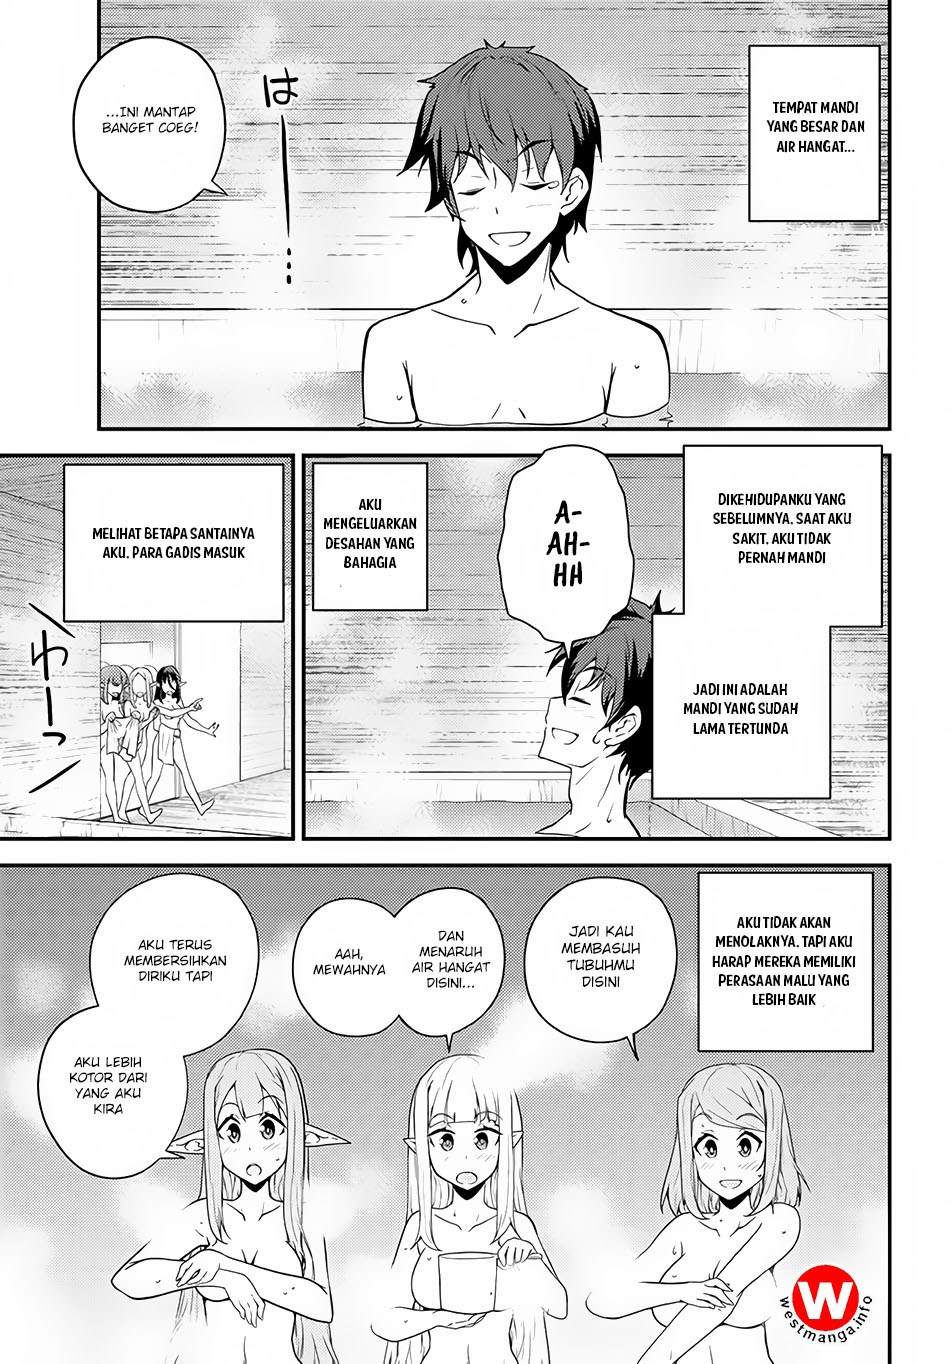 TEMPAT MANDI
YANG BESAR DAN
AIR HANGAT...
は…
...INI MANTAP
BANGET COEG!
DIKEHIDUPANKU YANG
SEBELUMNYA. SAAT AKU
SAKIT. AKU TIDAK
PERNAH MANDI
JADI INI ADALAH
MANDI YANG SUDAH
LAMA TERTUNDA
A-
AH-
HH
AKU
MENGELUARKAN
DESAHAN YANG
BAHAGIA
MELIHAT BETAPA SANTAINYA
AKU. PARA GADIS MASUK
わーっ
AKU TIDAK AKAN
MENOLAKNYA. TAPI AKU
HARAP MEREKA MEMILIKI
PERASAAN MALU YANG
LEBIH BAIK
JADI KAU
MEMBASUH
TUBUHMU
DISINI
DAN
MENARUH
AIR HANGAT
DISINI...
AAH,
MEWAHNYA
AKU TERUS
MEMBERSIHKAN
DIRIKU TAPI
AKU LEBIH
KOTOR DARI
YANG AKU
KIRA
W
westmanga.info